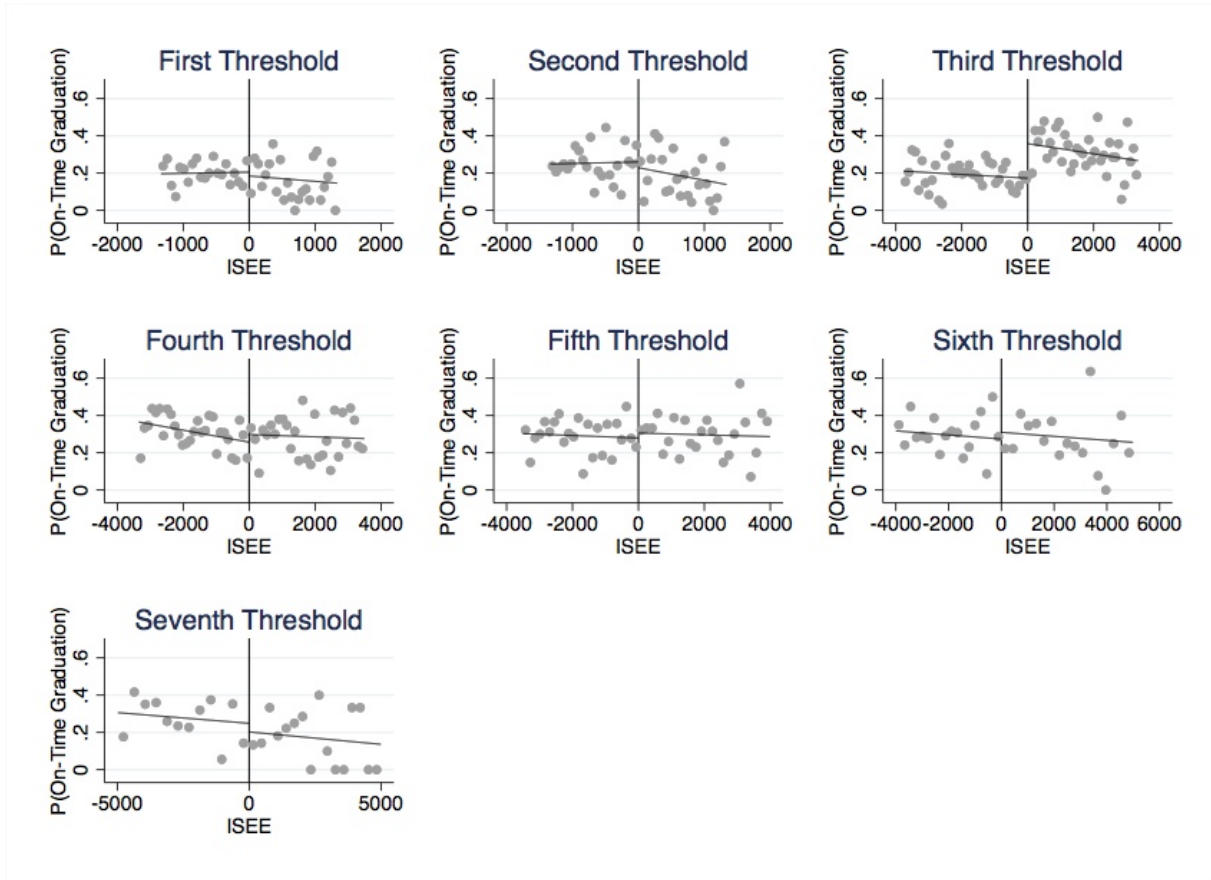 First Threshold
P(On-Time Graduation)
.6
.4
.2
0
-2000 -1000 0 1000 2000
ISEE
Second Threshold
P(On-Time Graduation)
.6
.4
.2
0
-2000 -1000 0 1000 2000
ISEE
Third Threshold
P(On-Time Graduation)
.6
.4
.2
0
-4000 -2000 0 2000 4000
ISEE
Fourth Threshold
P(On-Time Graduation)
.6
.4
.2
0
-4000 -2000 0 2000 4000
ISEE
Fifth Threshold
P(On-Time Graduation)
.6
.4
.2
0
-4000 -2000 0 2000 4000
ISEE
Sixth Threshold
P(On-Time Graduation)
.6
.4
.2
0
-4000 -2000 0 2000 4000 6000
ISEE
Seventh Threshold
P(On-Time Graduation)
.6
.4
.2
0
-5000 0 5000
ISEE